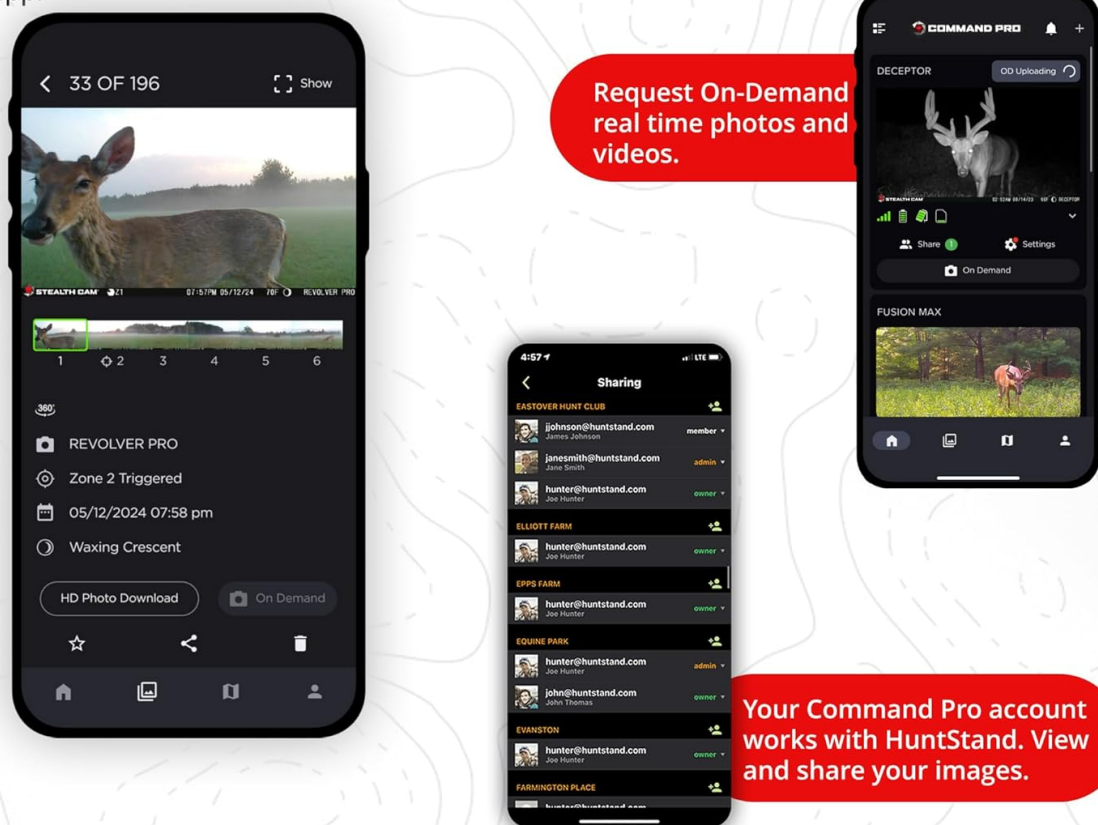 33 OF 196
Show
STEALTH CAM Z1 07:57PM 05/12/24 70F REVOLVER PRO
1 2 3 4 5 6
360°
REVOLVER PRO
Zone 2 Triggered
05/12/2024 07:58 pm
Waxing Crescent
HD Photo Download
On Demand
Request On-Demand
real time photos and
videos.
COMMAND PRO
DECEPTOR
OD Uploading
STEALTH CAM
DECEPTOR
Share 1
Settings
On Demand
FUSION MAX
4:57
LTE
Sharing
EASTOVER HUNT CLUB
jjohnson@huntstand.com
James Johnson
member
janesmith@huntstand.com
Jane Smith
admin
hunter@huntstand.com
Joe Hunter
owner
ELLIOTT FARM
hunter@huntstand.com
Joe Hunter
owner
EPPS FARM
hunter@huntstand.com
Joe Hunter
owner
EQUINE PARK
hunter@huntstand.com
Joe Hunter
admin
john@huntstand.com
John Thomas
owner
EVANSTON
hunter@huntstand.com
Joe Hunter
owner
FARMINGTON PLACE
Your Command Pro account
works with HuntStand. View
and share your images.